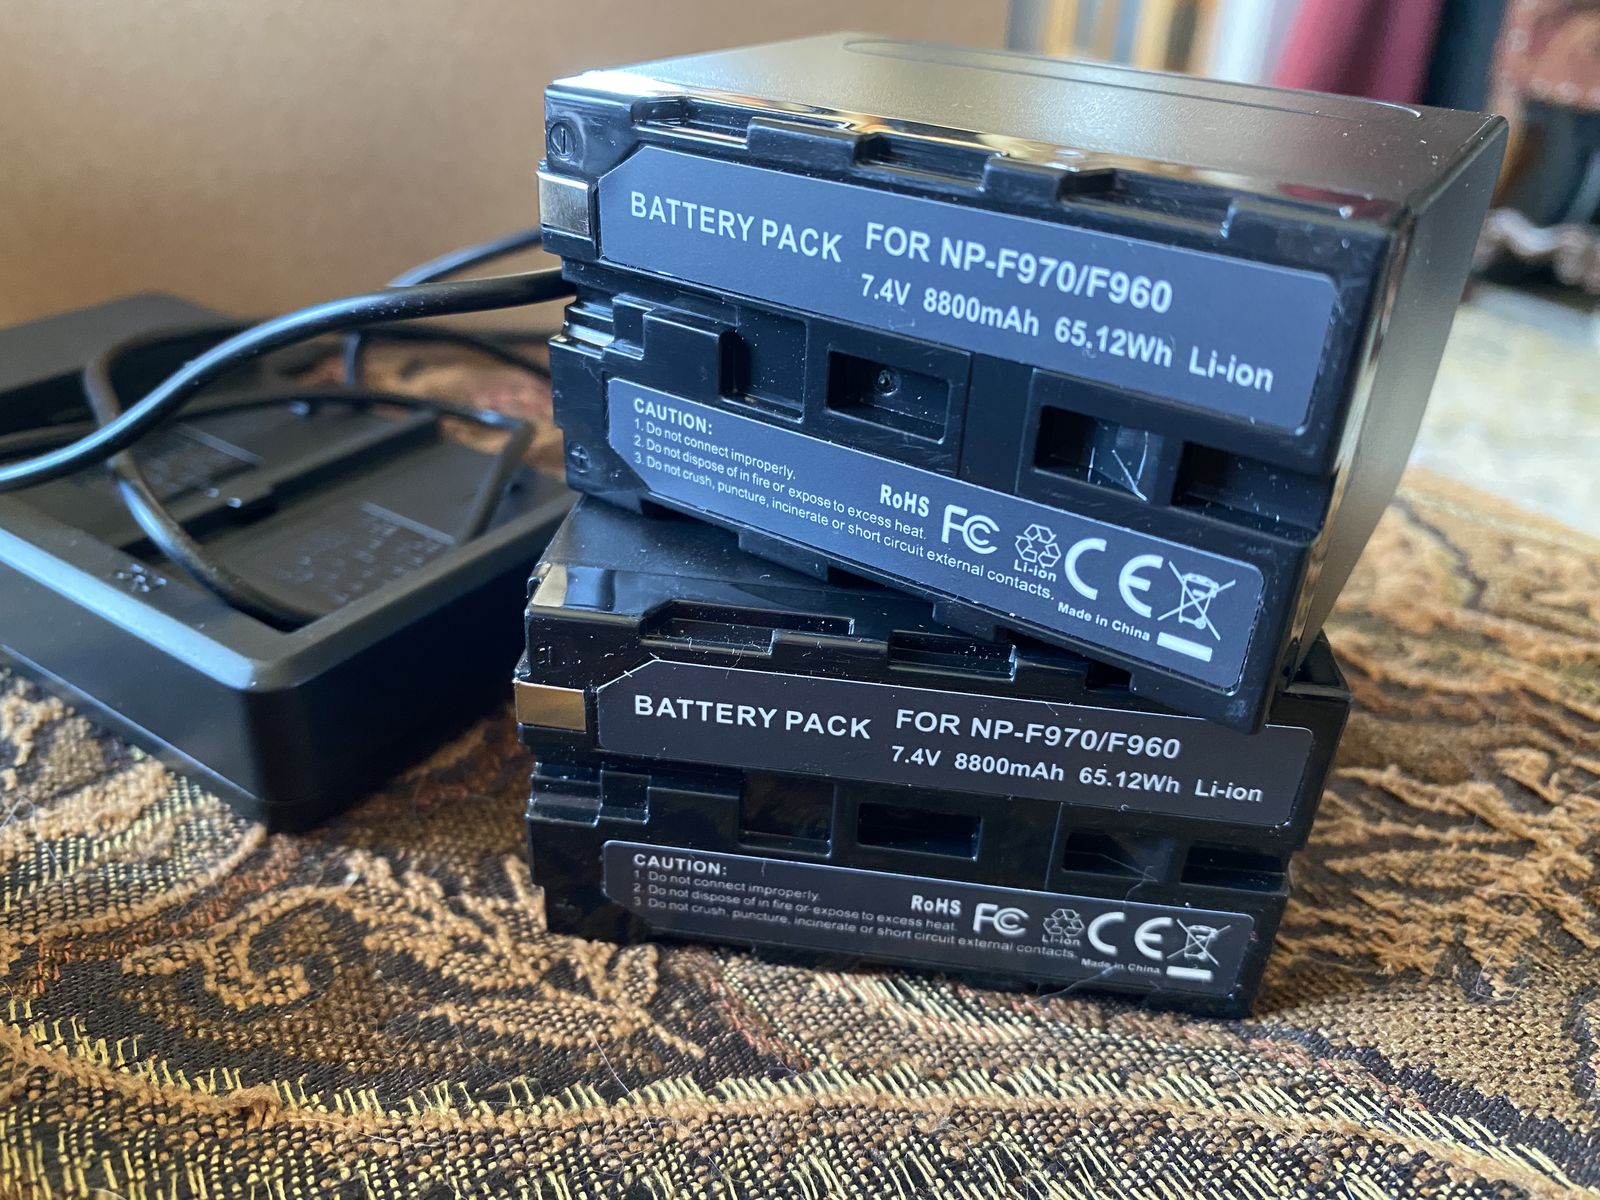 BATTERY PACK FOR NP-F970/F960
7.4V 8800mAh 65.12Wh Li-ion
CAUTION:
1. Do not connect improperly.
2. Do not dispose of in fire or expose to excess heat.
3. Do not crush, puncture, incinerate or short circuit external contacts.
RoHS FC Li-ion CE
Made in China
BATTERY PACK FOR NP-F970/F960
7.4V 8800mAh 65.12Wh Li-ion
CAUTION:
1. Do not connect improperly.
2. Do not dispose of in fire or expose to excess heat.
3. Do not crush, puncture, incinerate or short circuit external contacts.
RoHS FC Li-ion CE
Made in China